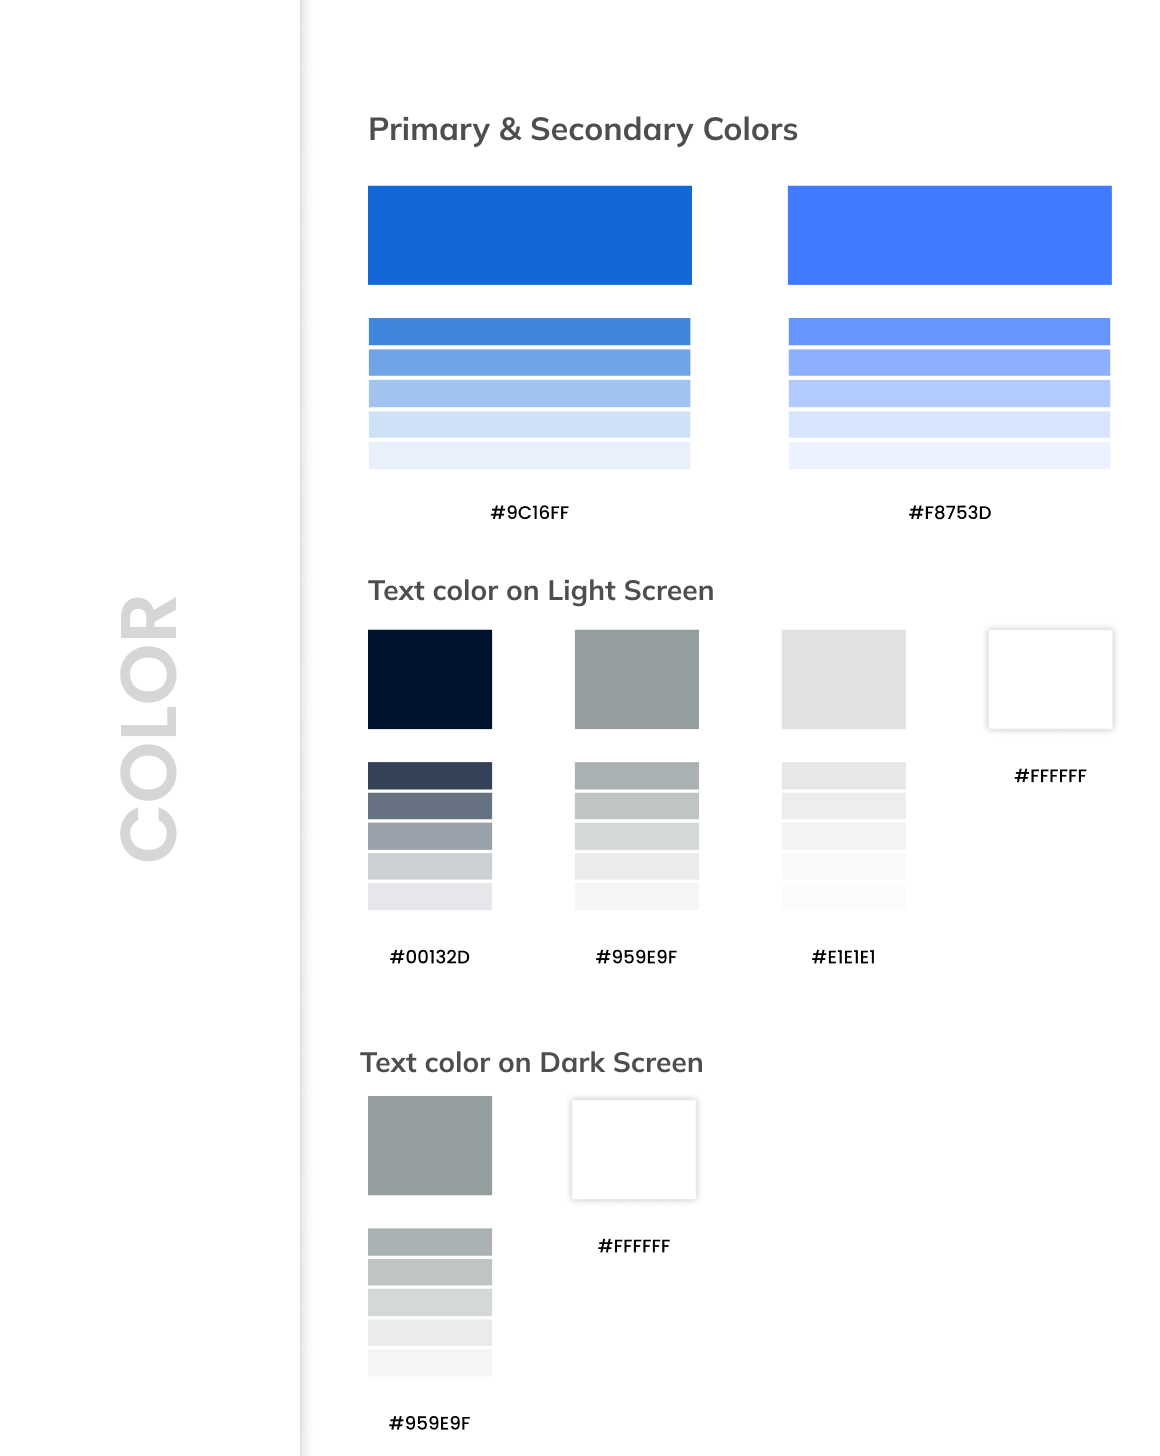 COLOR
Primary & Secondary Colors
#9C16FF
#F8753D
Text color on Light Screen
#FFFFFF
#00132D
#959E9F
#E1E1E1
Text color on Dark Screen
#FFFFFF
#959E9F